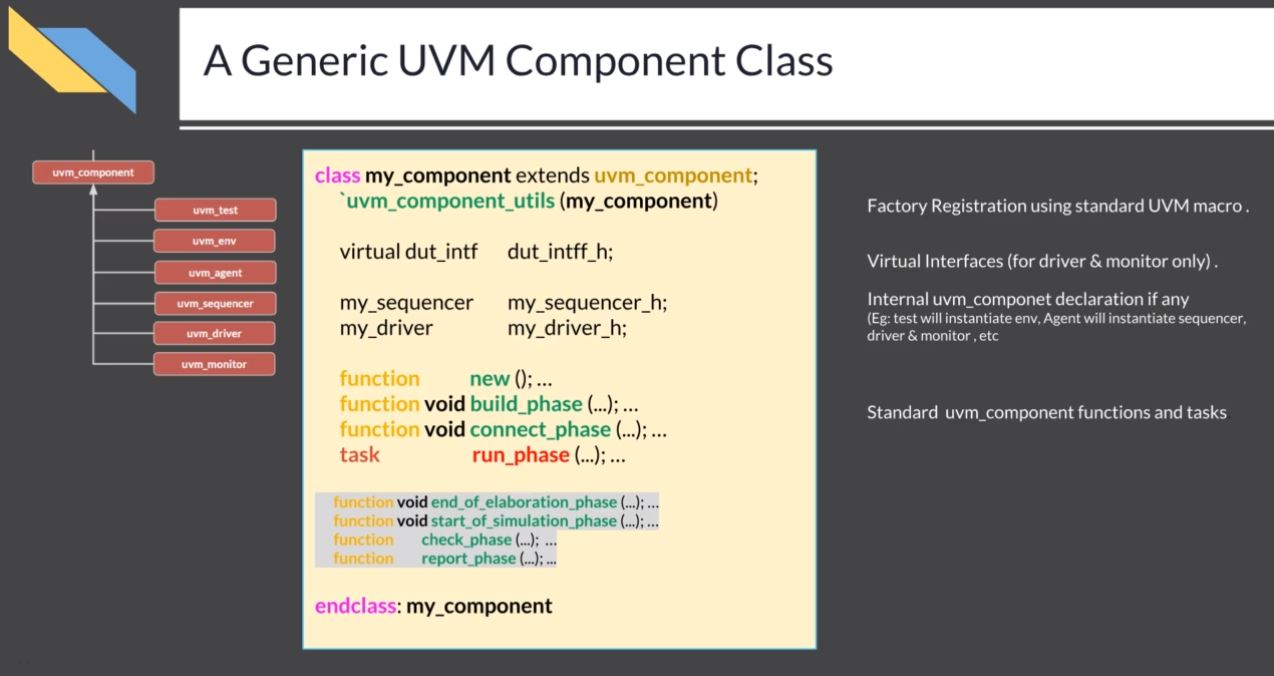 A Generic UVM Component Class
uvm_component
uvm_test
uvm_env
uvm_agent
uvm_sequencer
uvm_driver
uvm_monitor
class my_component extends uvm_component;
`uvm_component_utils (my_component)
virtual dut_intf dut_intff_h;
my_sequencer my_sequencer_h;
my_driver my_driver_h;
function new (); ...
function void build_phase (...); ...
function void connect_phase (...); ...
task run_phase (...); ...
function void end_of_elaboration_phase (...); ...
function void start_of_simulation_phase (...); ...
function check_phase (...); ...
function report_phase (...); ...
endclass: my_component
Factory Registration using standard UVM macro .
Virtual Interfaces (for driver & monitor only) .
Internal uvm_componet declaration if any
(Eg: test will instantiate env, Agent will instantiate sequencer,
driver & monitor , etc
Standard uvm_component functions and tasks